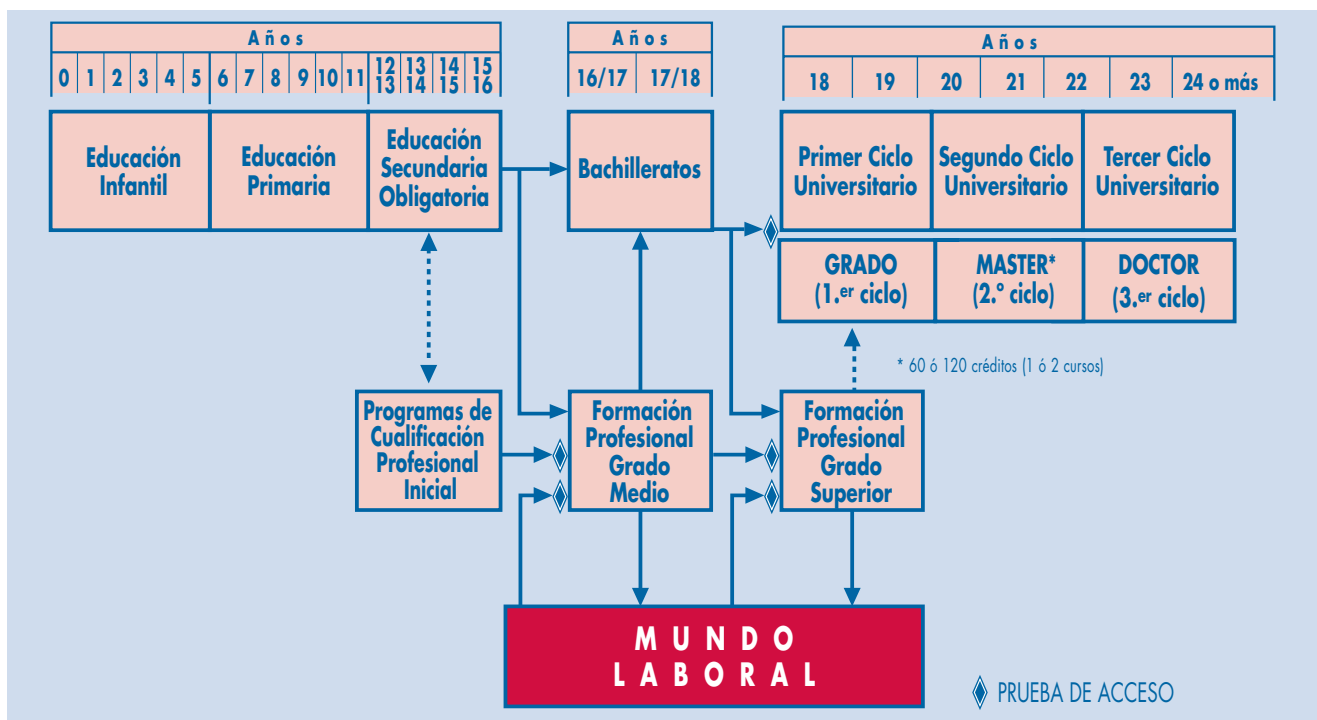 Años
0 1 2 3 4 5 6 7 8 9 10 11 12 13 14 15
13 14 15 16
Años
16/17 17/18
Años
18 19 20 21 22 23 24 o más
Educación
Infantil
Educación
Primaria
Educación
Secundaria
Obligatoria
Bachilleratos
Primer Ciclo
Universitario
Segundo Ciclo
Universitario
Tercer Ciclo
Universitario
GRADO
(1.er ciclo)
MASTER*
(2.º ciclo)
DOCTOR
(3.er ciclo)
* 60 ó 120 créditos (1 ó 2 cursos)
Programas de
Cualificación
Profesional
Inicial
Formación
Profesional
Grado
Medio
Formación
Profesional
Grado
Superior
MUNDO
LABORAL
PRUEBA DE ACCESO